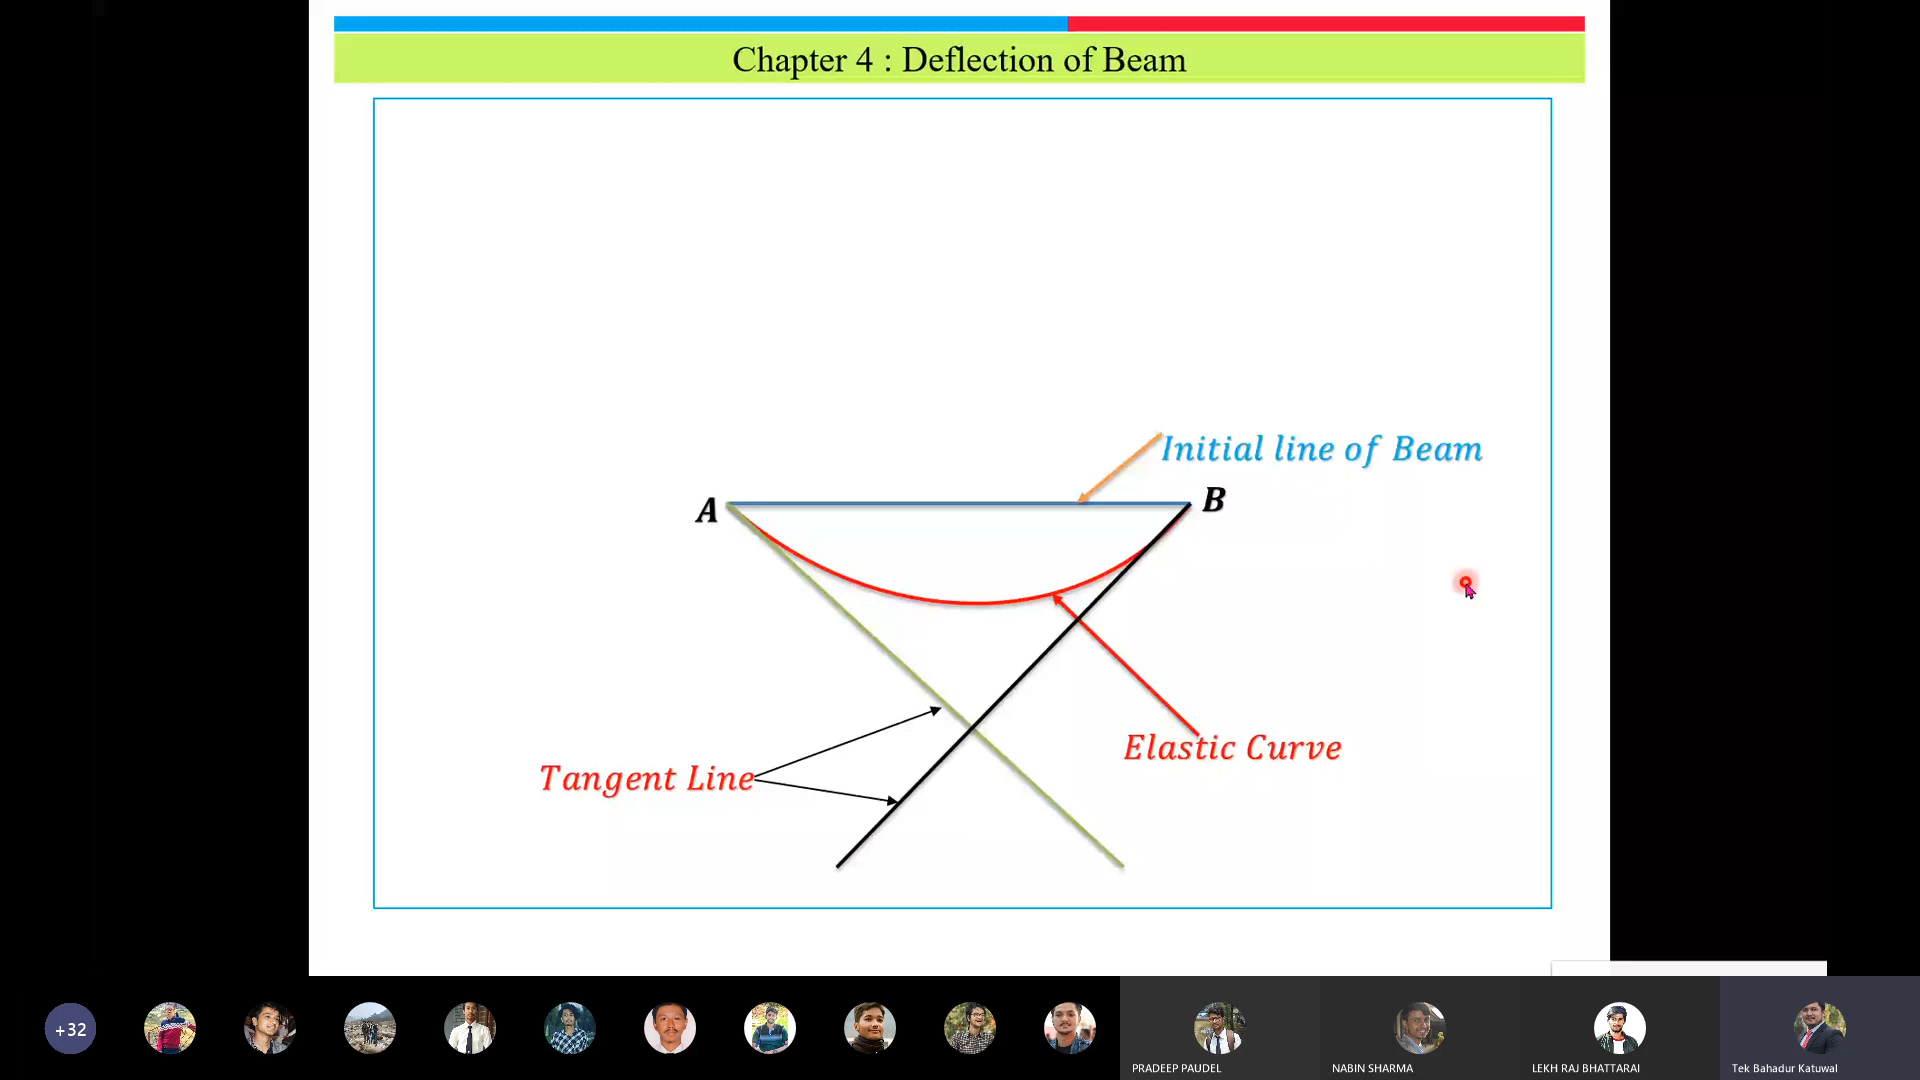 Chapter 4 : Deflection of Beam
Initial line of Beam
A
B
Elastic Curve
Tangent Line
+32
PRADEEP PAUDEL
NABIN SHARMA
LEKH RAJ BHATTARAI
Tek Bahadur Katuwal